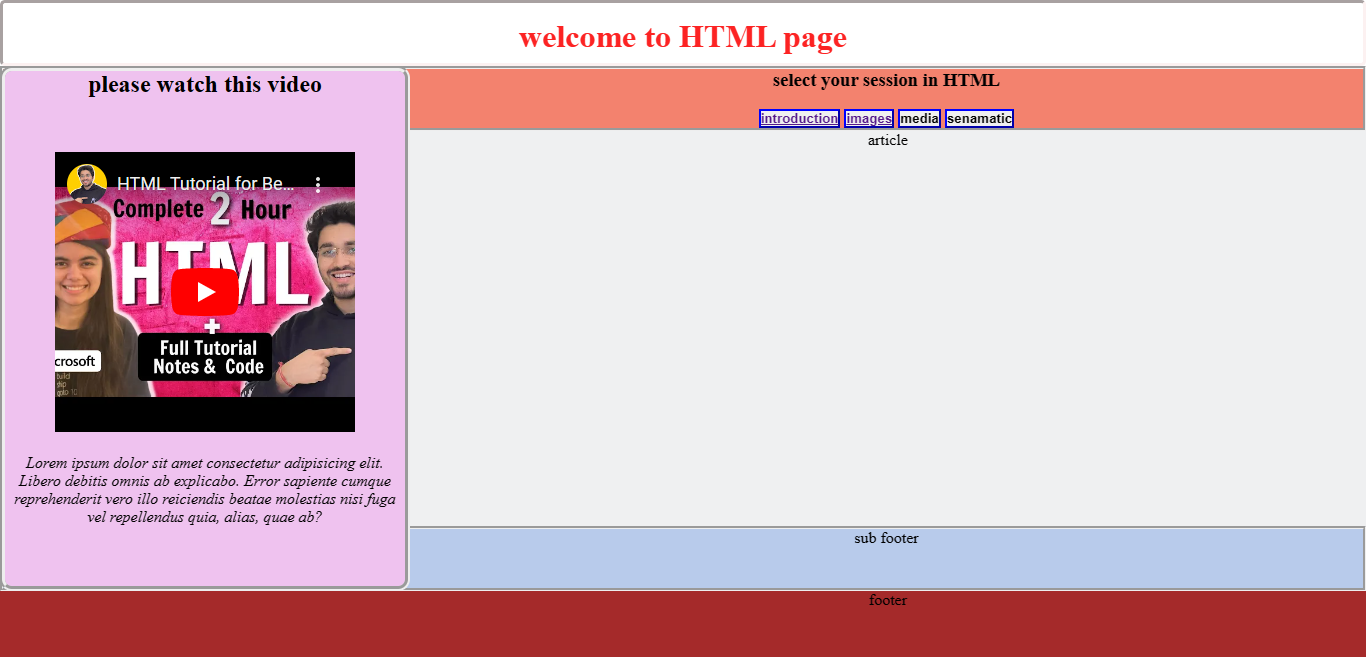 welcome to HTML page
please watch this video
HTML Tutorial for Be...
Complete 2 Hour
HTML
+
Full Tutorial
Notes & Code
crosoft
Lorem ipsum dolor sit amet consectetur adipisicing elit.
Libero debitis omnis ab explicabo. Error sapiente cumque
reprehenderit vero illo reiciendis beatae molestias nisi fuga
vel repellendus quia, alias, quae ab?
select your session in HTML
introduction images media senamatic
article
sub footer
footer